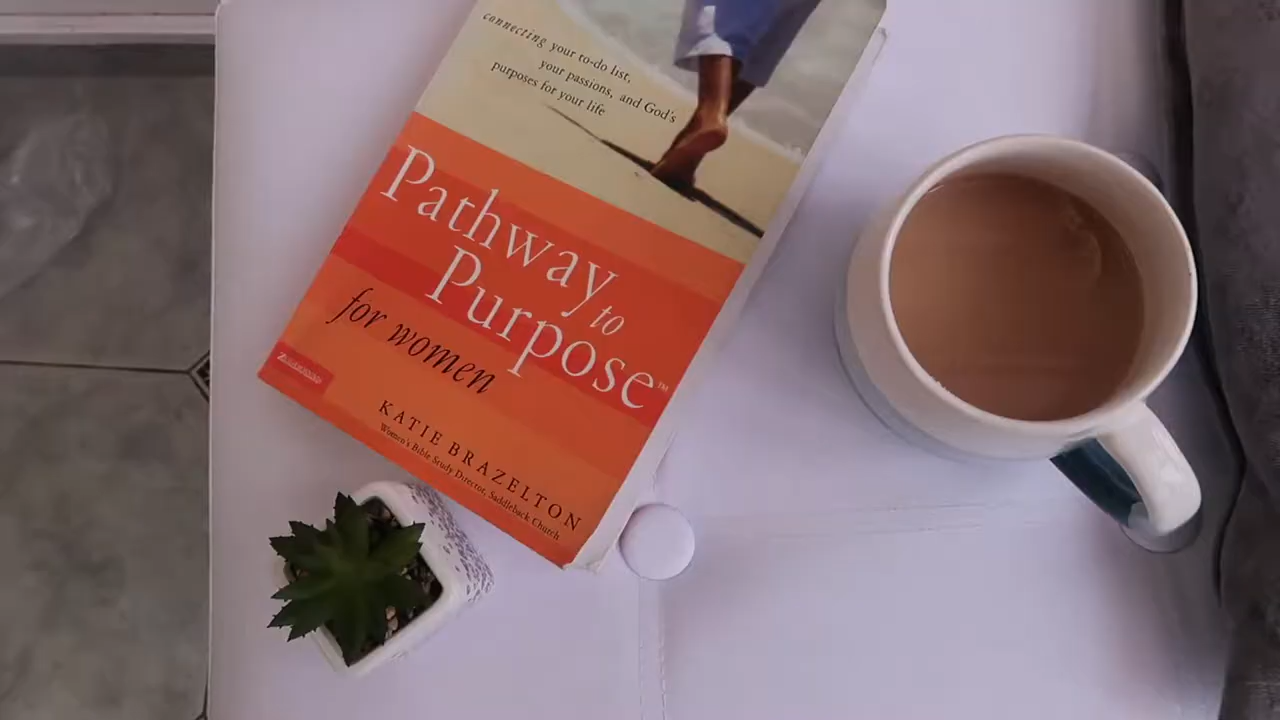 connecting your to-do list,
your passions, and God's
purposes for your life
Pathway to
Purpose™
for women
ZONDERVAN
KATIE BRAZELTON
Women's Bible Study Director, Saddleback Church